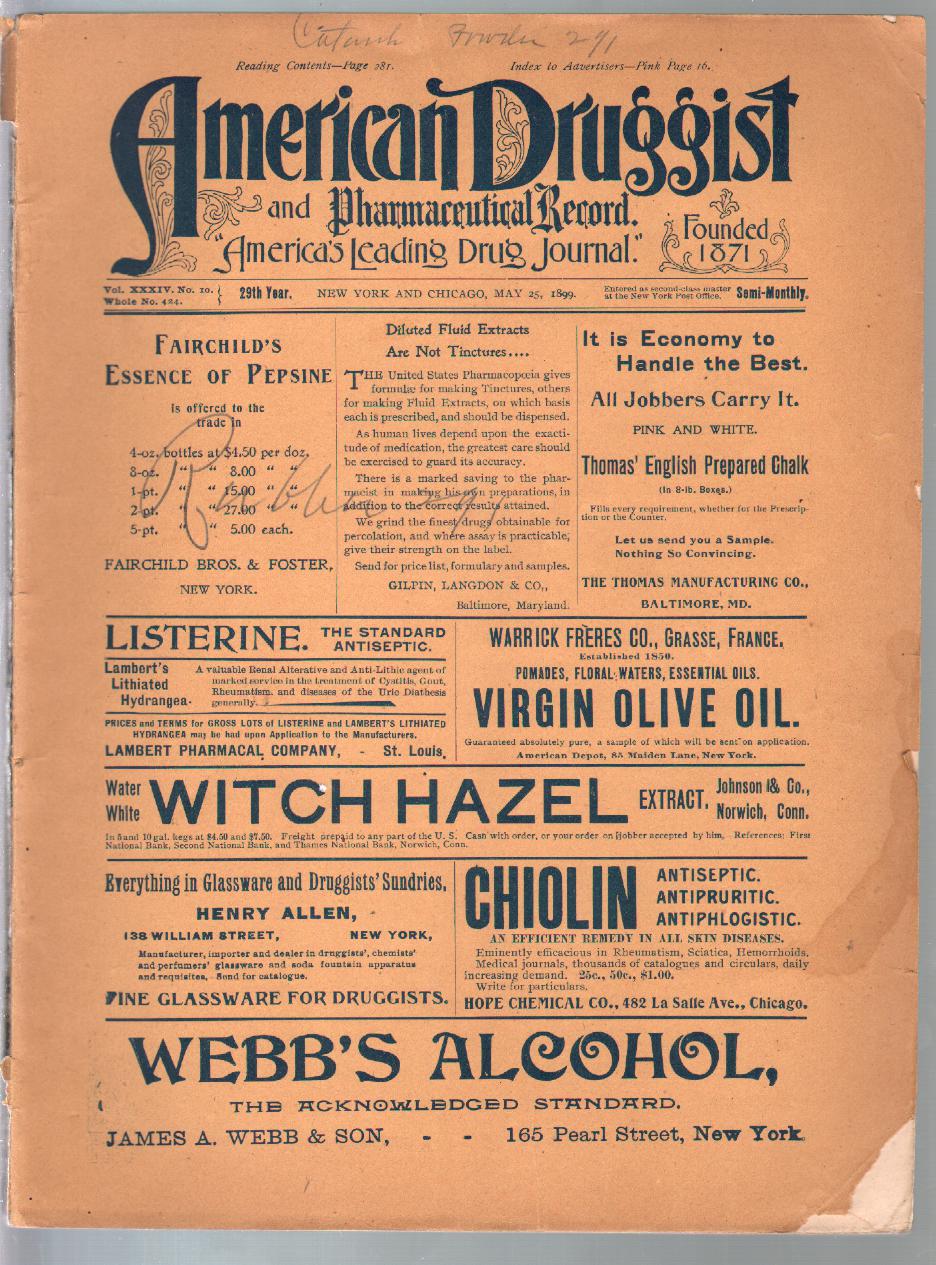 Catarrh Powder 291
Reading Contents—Page 281.
Index to Advertisers—Pink Page 16.
American Druggist
and Pharmaceutical Record.
"America's Leading Drug Journal."
Founded
1871
Vol. XXXIV. No. 10.
Whole No. 424.
29th Year.
NEW YORK AND CHICAGO, MAY 25, 1899.
Entered as second-class matter
at the New York Post Office.
Semi-Monthly.
FAIRCHILD'S
ESSENCE OF PEPSINE
is offered to the
trade in
4-oz. bottles at $4.50 per doz.
8-oz. " " 8.00 " "
1-pt. " " 15.00 " "
2-pt. " " 27.00 " "
5-pt. " " 5.00 each.
FAIRCHILD BROS. & FOSTER,
NEW YORK.
Diluted Fluid Extracts
Are Not Tinctures....
THE United States Pharmacopœia gives
formulæ for making Tinctures, others
for making Fluid Extracts, on which basis
each is prescribed, and should be dispensed.
As human lives depend upon the exacti-
tude of medication, the greatest care should
be exercised to guard its accuracy.
There is a marked saving to the phar-
macist in making his own preparations, in
addition to the correct results attained.
We grind the finest drugs obtainable for
percolation, and where assay is practicable,
give their strength on the label.
Send for price list, formulary and samples.
GILPIN, LANGDON & CO.,
Baltimore, Maryland.
It is Economy to
Handle the Best.
All Jobbers Carry It.
PINK AND WHITE.
Thomas' English Prepared Chalk
(In 8-lb. Boxes.)
Fills every requirement, whether for the Prescrip-
tion or the Counter.
Let us send you a Sample.
Nothing So Convincing.
THE THOMAS MANUFACTURING CO.,
BALTIMORE, MD.
LISTERINE. THE STANDARD
ANTISEPTIC.
Lambert's
Lithiated
Hydrangea.
A valuable Renal Alterative and Anti-Lithic agent of
marked service in the treatment of Cystitis, Gout,
Rheumatism, and diseases of the Uric Diathesis
generally.
PRICES and TERMS for GROSS LOTS of LISTERINE and LAMBERT'S LITHIATED
HYDRANGEA may be had upon Application to the Manufacturers.
LAMBERT PHARMACAL COMPANY, - St. Louis.
WARRICK FRÈRES CO., GRASSE, FRANCE.
Established 1850.
POMADES, FLORAL WATERS, ESSENTIAL OILS.
VIRGIN OLIVE OIL.
Guaranteed absolutely pure, a sample of which will be sent on application.
American Depot, 85 Maiden Lane, New York.
Water
White
WITCH HAZEL
EXTRACT.
Johnson & Co.,
Norwich, Conn.
In 5 and 10 gal. kegs at $4.50 and $7.50. Freight prepaid to any part of the U. S. Cash with order, or your order on jobber accepted by him. References: First
National Bank, Second National Bank, and Thames National Bank, Norwich, Conn.
Everything in Glassware and Druggists' Sundries.
HENRY ALLEN,
138 WILLIAM STREET, NEW YORK,
Manufacturer, importer and dealer in druggists', chemists'
and perfumers' glassware and soda fountain apparatus
and requisites. Send for catalogue.
FINE GLASSWARE FOR DRUGGISTS.
CHIOLIN
ANTISEPTIC.
ANTIPRURITIC.
ANTIPHLOGISTIC.
AN EFFICIENT REMEDY IN ALL SKIN DISEASES.
Eminently efficacious in Rheumatism, Sciatica, Hemorrhoids.
Medical journals, thousands of catalogues and circulars, daily
increasing demand. 25c., 50c., $1.00.
Write for particulars.
HOPE CHEMICAL CO., 482 La Salle Ave., Chicago.
WEBB'S ALCOHOL,
THE ACKNOWLEDGED STANDARD.
JAMES A. WEBB & SON, - - 165 Pearl Street, New York.